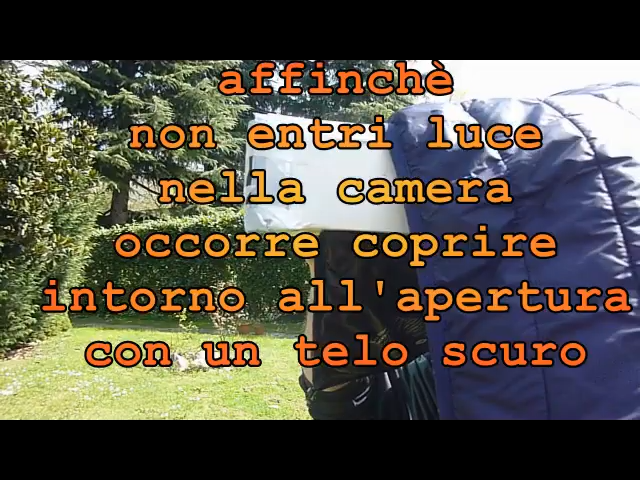 affinchè
non entri luce
nella camera
occorre coprire
intorno all'apertura
con un telo scuro